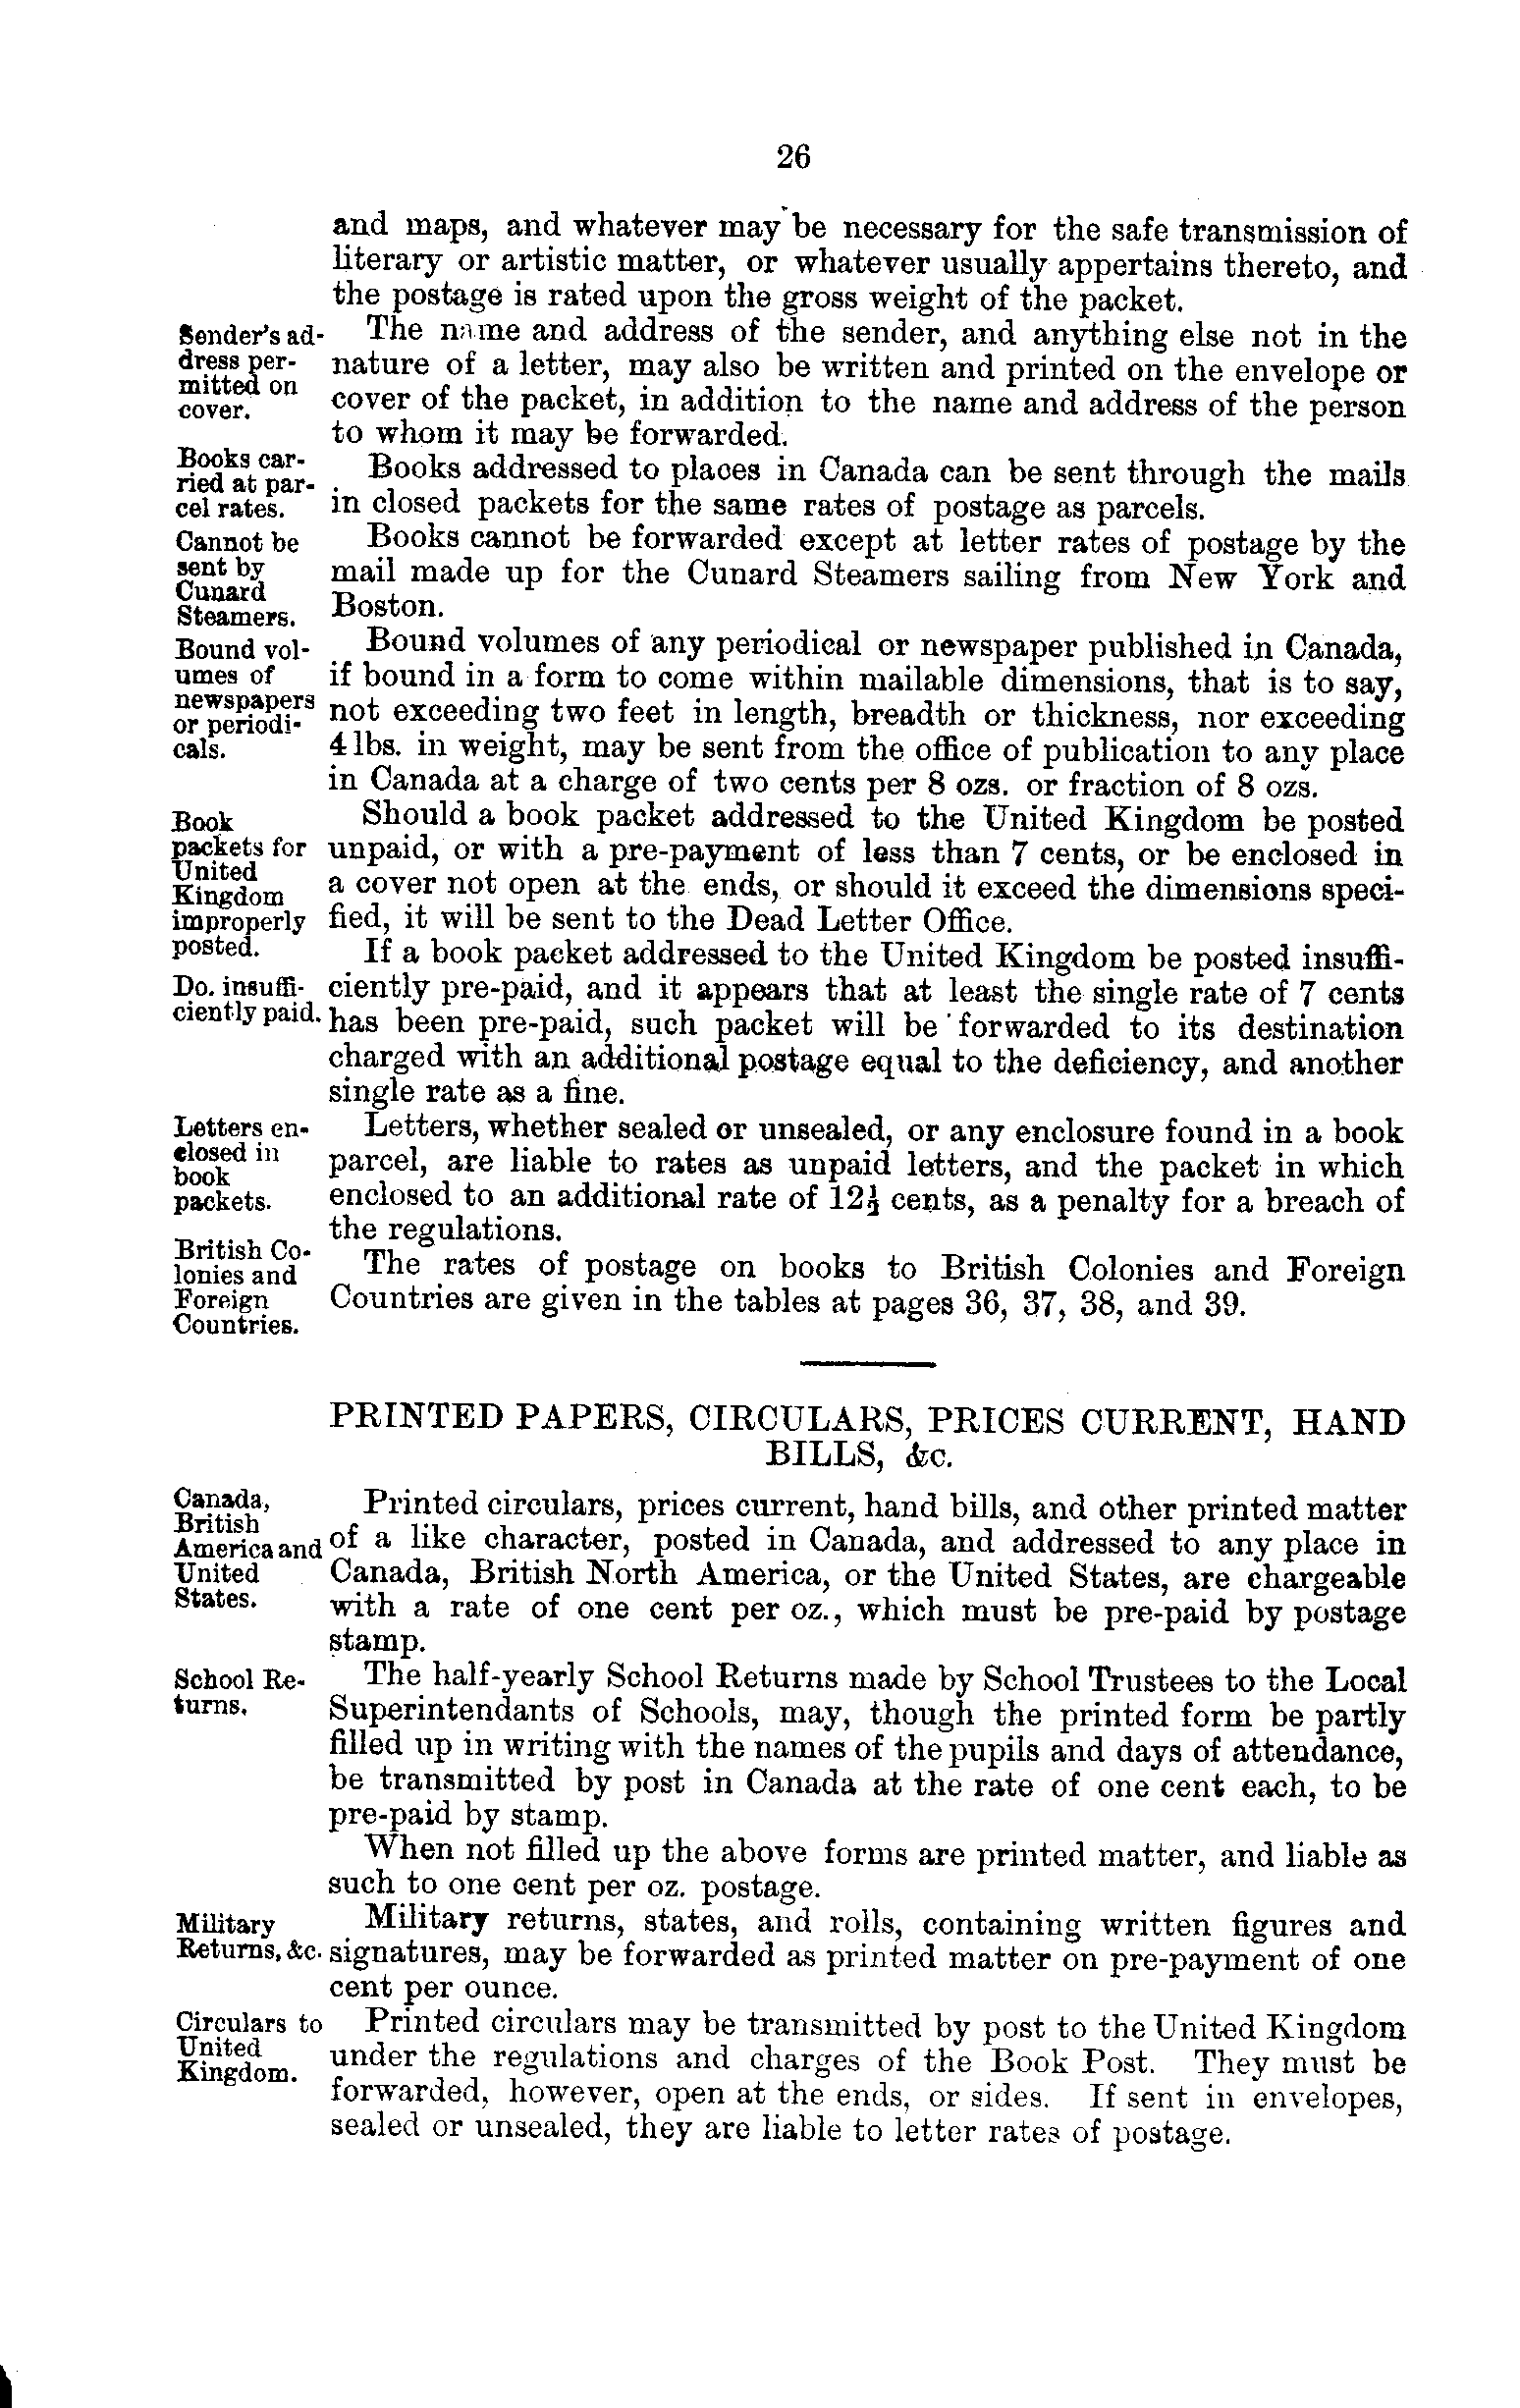 26
and maps, and whatever may be necessary for the safe transmission of
literary or artistic matter, or whatever usually appertains thereto, and
the postage is rated upon the gross weight of the packet.
Sender's ad-
dress per-
mitted on
cover.
The name and address of the sender, and anything else not in the
nature of a letter, may also be written and printed on the envelope or
cover of the packet, in addition to the name and address of the person
to whom it may be forwarded.
Books car-
ried at par-
cel rates.
Books addressed to places in Canada can be sent through the mails
in closed packets for the same rates of postage as parcels.
Cannot be
sent by
Cunard
Steamers.
Books cannot be forwarded except at letter rates of postage by the
mail made up for the Cunard Steamers sailing from New York and
Boston.
Bound vol-
umes of
newspapers
or periodi-
cals.
Bound volumes of any periodical or newspaper published in Canada,
if bound in a form to come within mailable dimensions, that is to say,
not exceeding two feet in length, breadth or thickness, nor exceeding
4 lbs. in weight, may be sent from the office of publication to any place
in Canada at a charge of two cents per 8 ozs. or fraction of 8 ozs.
Book
packets for
United
Kingdom
improperly
posted.
Should a book packet addressed to the United Kingdom be posted
unpaid, or with a pre-payment of less than 7 cents, or be enclosed in
a cover not open at the ends, or should it exceed the dimensions speci-
fied, it will be sent to the Dead Letter Office.
Do. insuffi-
ciently paid.
If a book packet addressed to the United Kingdom be posted insuffi-
ciently pre-paid, and it appears that at least the single rate of 7 cents
has been pre-paid, such packet will be forwarded to its destination
charged with an additional postage equal to the deficiency, and another
single rate as a fine.
Letters en-
closed in
book
packets.
Letters, whether sealed or unsealed, or any enclosure found in a book
parcel, are liable to rates as unpaid letters, and the packet in which
enclosed to an additional rate of 12½ cents, as a penalty for a breach of
the regulations.
British Co-
lonies and
Foreign
Countries.
The rates of postage on books to British Colonies and Foreign
Countries are given in the tables at pages 36, 37, 38, and 39.
PRINTED PAPERS, CIRCULARS, PRICES CURRENT, HAND
BILLS, &c.
Canada,
British
America and
United
States.
Printed circulars, prices current, hand bills, and other printed matter
of a like character, posted in Canada, and addressed to any place in
Canada, British North America, or the United States, are chargeable
with a rate of one cent per oz., which must be pre-paid by postage
stamp.
School Re-
turns.
The half-yearly School Returns made by School Trustees to the Local
Superintendants of Schools, may, though the printed form be partly
filled up in writing with the names of the pupils and days of attendance,
be transmitted by post in Canada at the rate of one cent each, to be
pre-paid by stamp.
When not filled up the above forms are printed matter, and liable as
such to one cent per oz. postage.
Military
Returns, &c.
Military returns, states, and rolls, containing written figures and
signatures, may be forwarded as printed matter on pre-payment of one
cent per ounce.
Circulars to
United
Kingdom.
Printed circulars may be transmitted by post to the United Kingdom
under the regulations and charges of the Book Post. They must be
forwarded, however, open at the ends, or sides. If sent in envelopes,
sealed or unsealed, they are liable to letter rates of postage.